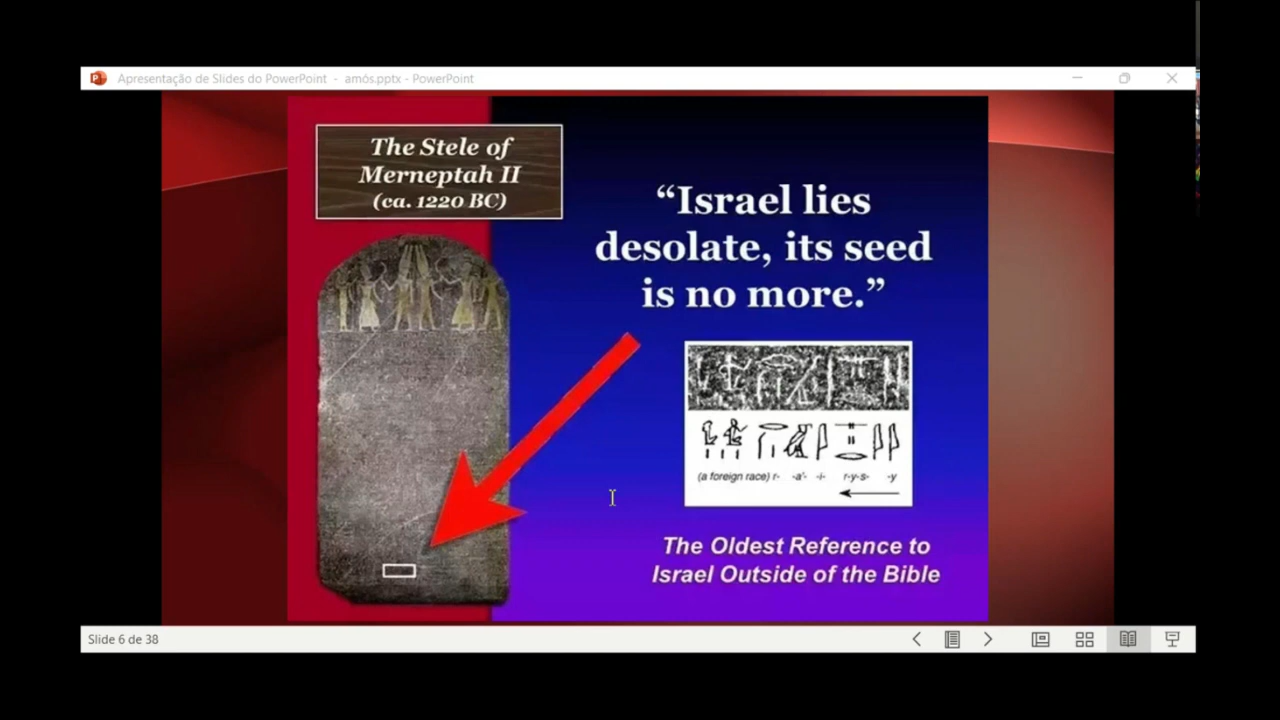 Apresentação de Slides do PowerPoint - amós.pptx - PowerPoint
The Stele of
Merneptah II
(ca. 1220 BC)
“Israel lies
desolate, its seed
is no more.”
(a foreign race) r- -a'- -i- r-y-s- -y
The Oldest Reference to
Israel Outside of the Bible
Slide 6 de 38